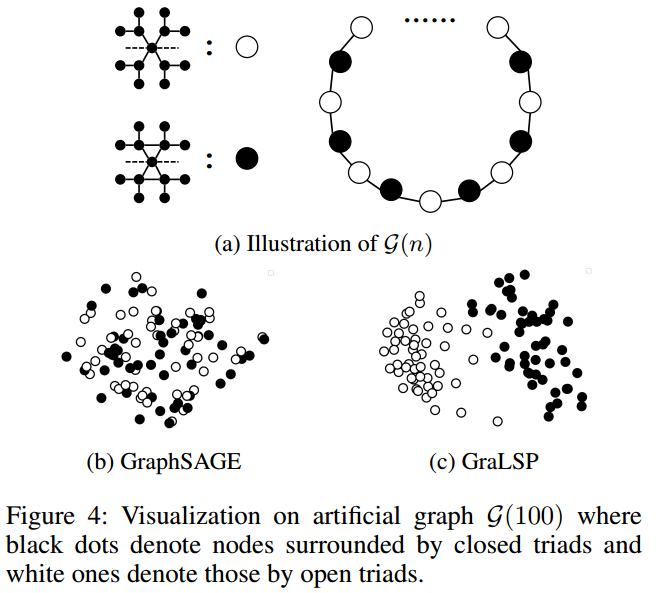 ......
:
:
(a) Illustration of 𝒢(n)
(b) GraphSAGE
(c) GraLSP
Figure 4: Visualization on artificial graph 𝒢(100) where
black dots denote nodes surrounded by closed triads and
white ones denote those by open triads.